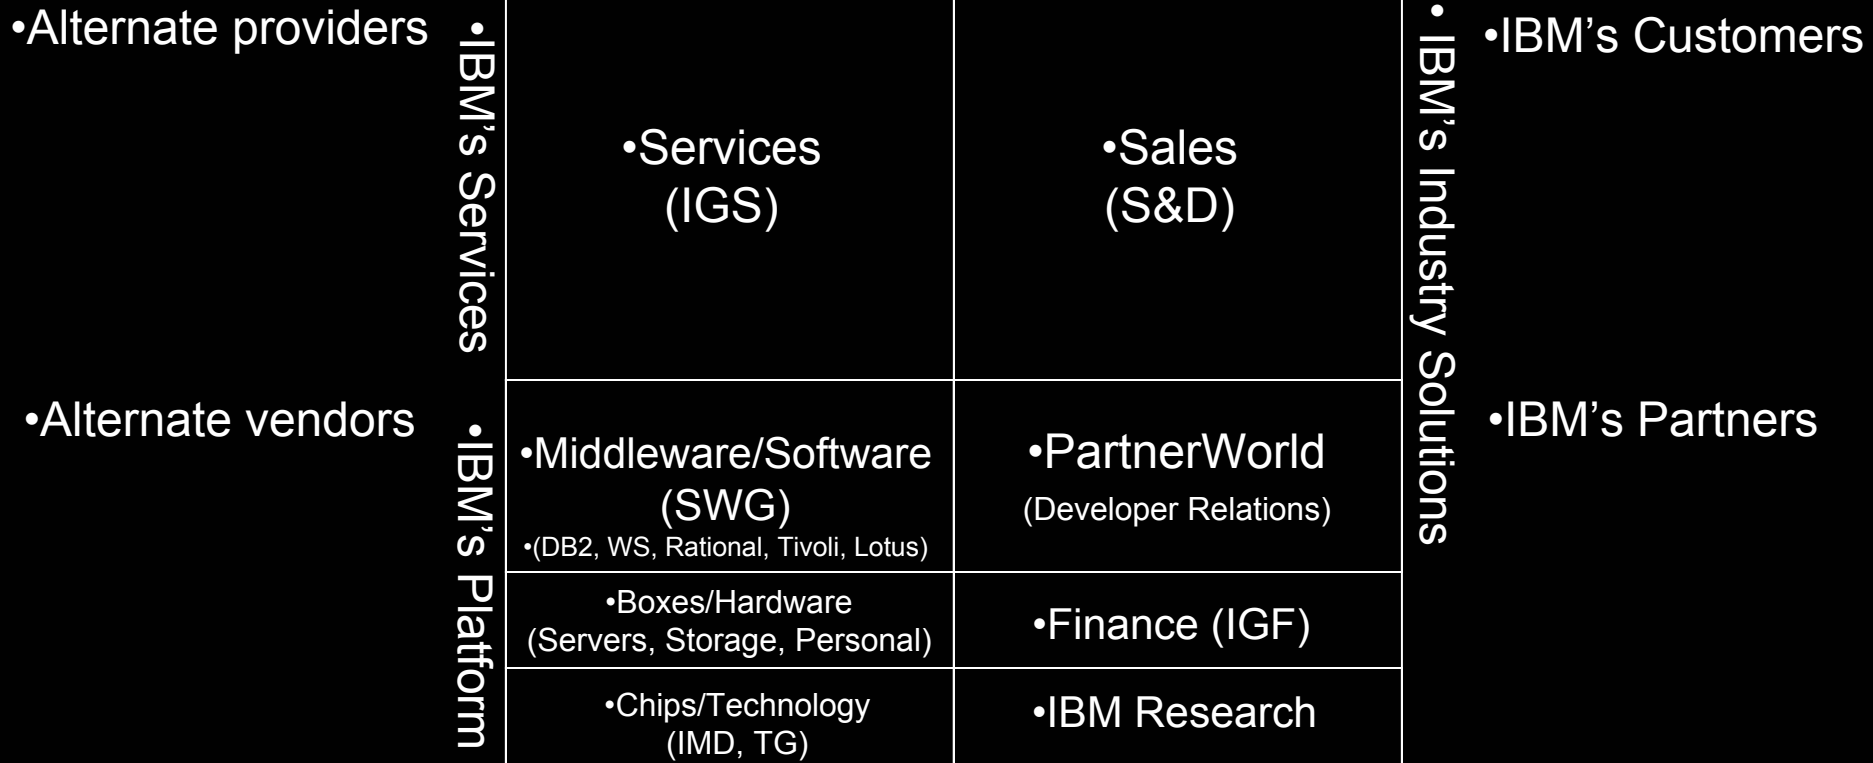 •Alternate providers
•IBM's Services
•Services
(IGS)
•Sales
(S&D)
• IBM's Industry Solutions
•IBM's Customers
•Alternate vendors
•IBM's Platform
•Middleware/Software
(SWG)
•(DB2, WS, Rational, Tivoli, Lotus)
•PartnerWorld
(Developer Relations)
•IBM's Partners
•Boxes/Hardware
(Servers, Storage, Personal)
•Finance (IGF)
•Chips/Technology
(IMD, TG)
•IBM Research